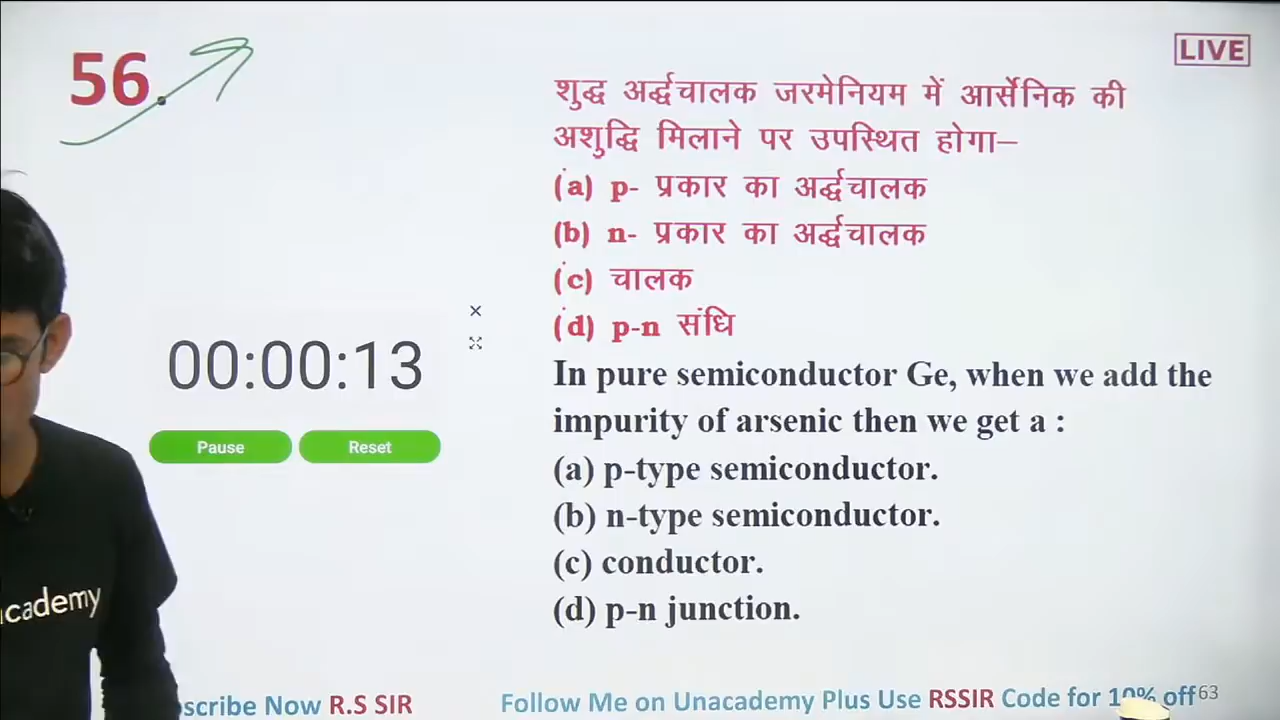 56.
LIVE
शुद्ध अर्द्धचालक जरमेनियम में आर्सेनिक की
अशुद्धि मिलाने पर उपस्थित होगा–
(a) p- प्रकार का अर्द्धचालक
(b) n- प्रकार का अर्द्धचालक
(c) चालक
(d) p-n संधि
00:00:13
Pause Reset
In pure semiconductor Ge, when we add the
impurity of arsenic then we get a :
(a) p-type semiconductor.
(b) n-type semiconductor.
(c) conductor.
(d) p-n junction.
academy
scribe Now R.S SIR
Follow Me on Unacademy Plus Use RSSIR Code for 10% off
63